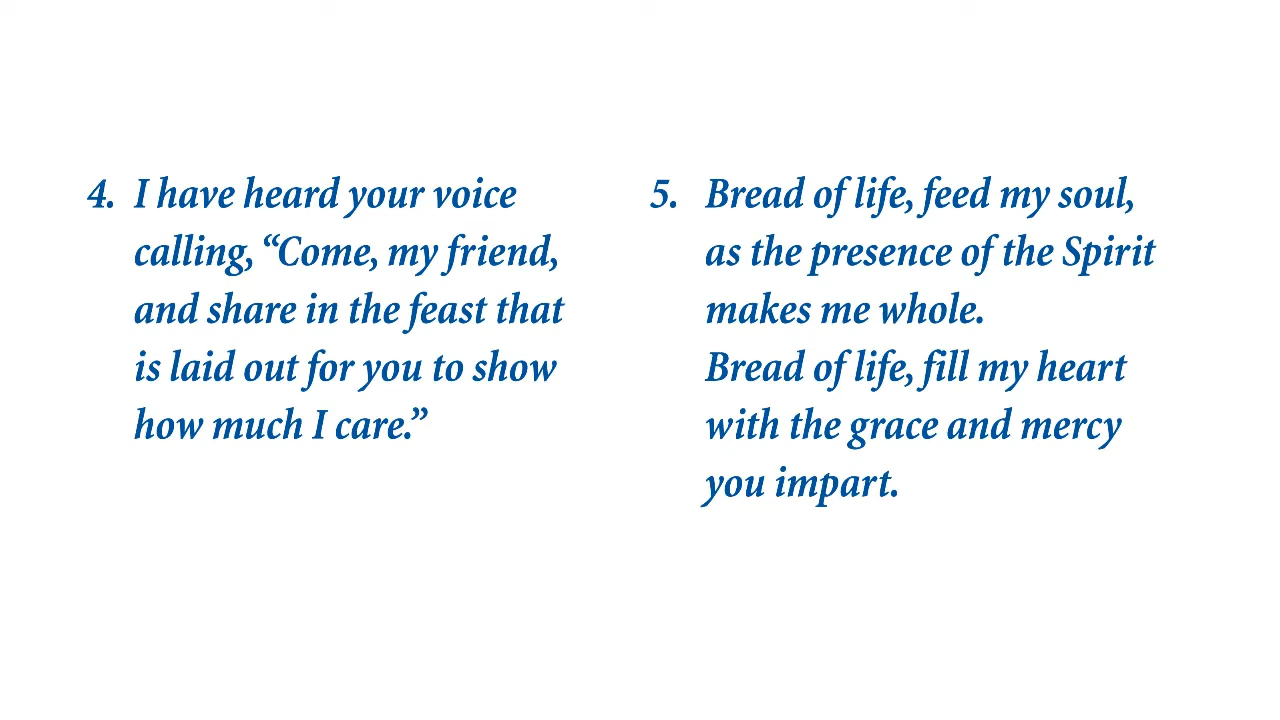 4. I have heard your voice
calling, “Come, my friend,
and share in the feast that
is laid out for you to show
how much I care.”
5. Bread of life, feed my soul,
as the presence of the Spirit
makes me whole.
Bread of life, fill my heart
with the grace and mercy
you impart.